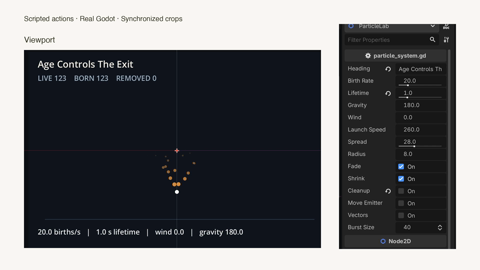 Scripted actions · Real Godot · Synchronized crops
Viewport
Age Controls The Exit
LIVE 123 BORN 123 REMOVED 0
20.0 births/s | 1.0 s lifetime | wind 0.0 | gravity 180.0
ParticleLab
Filter Properties
particle_system.gd
Heading Age Controls Th
Birth Rate 20.0
Lifetime 1.0
Gravity 180.0
Wind 0.0
Launch Speed 260.0
Spread 28.0
Radius 8.0
Fade On
Shrink On
Cleanup On
Move Emitter On
Vectors On
Burst Size 40
Node2D